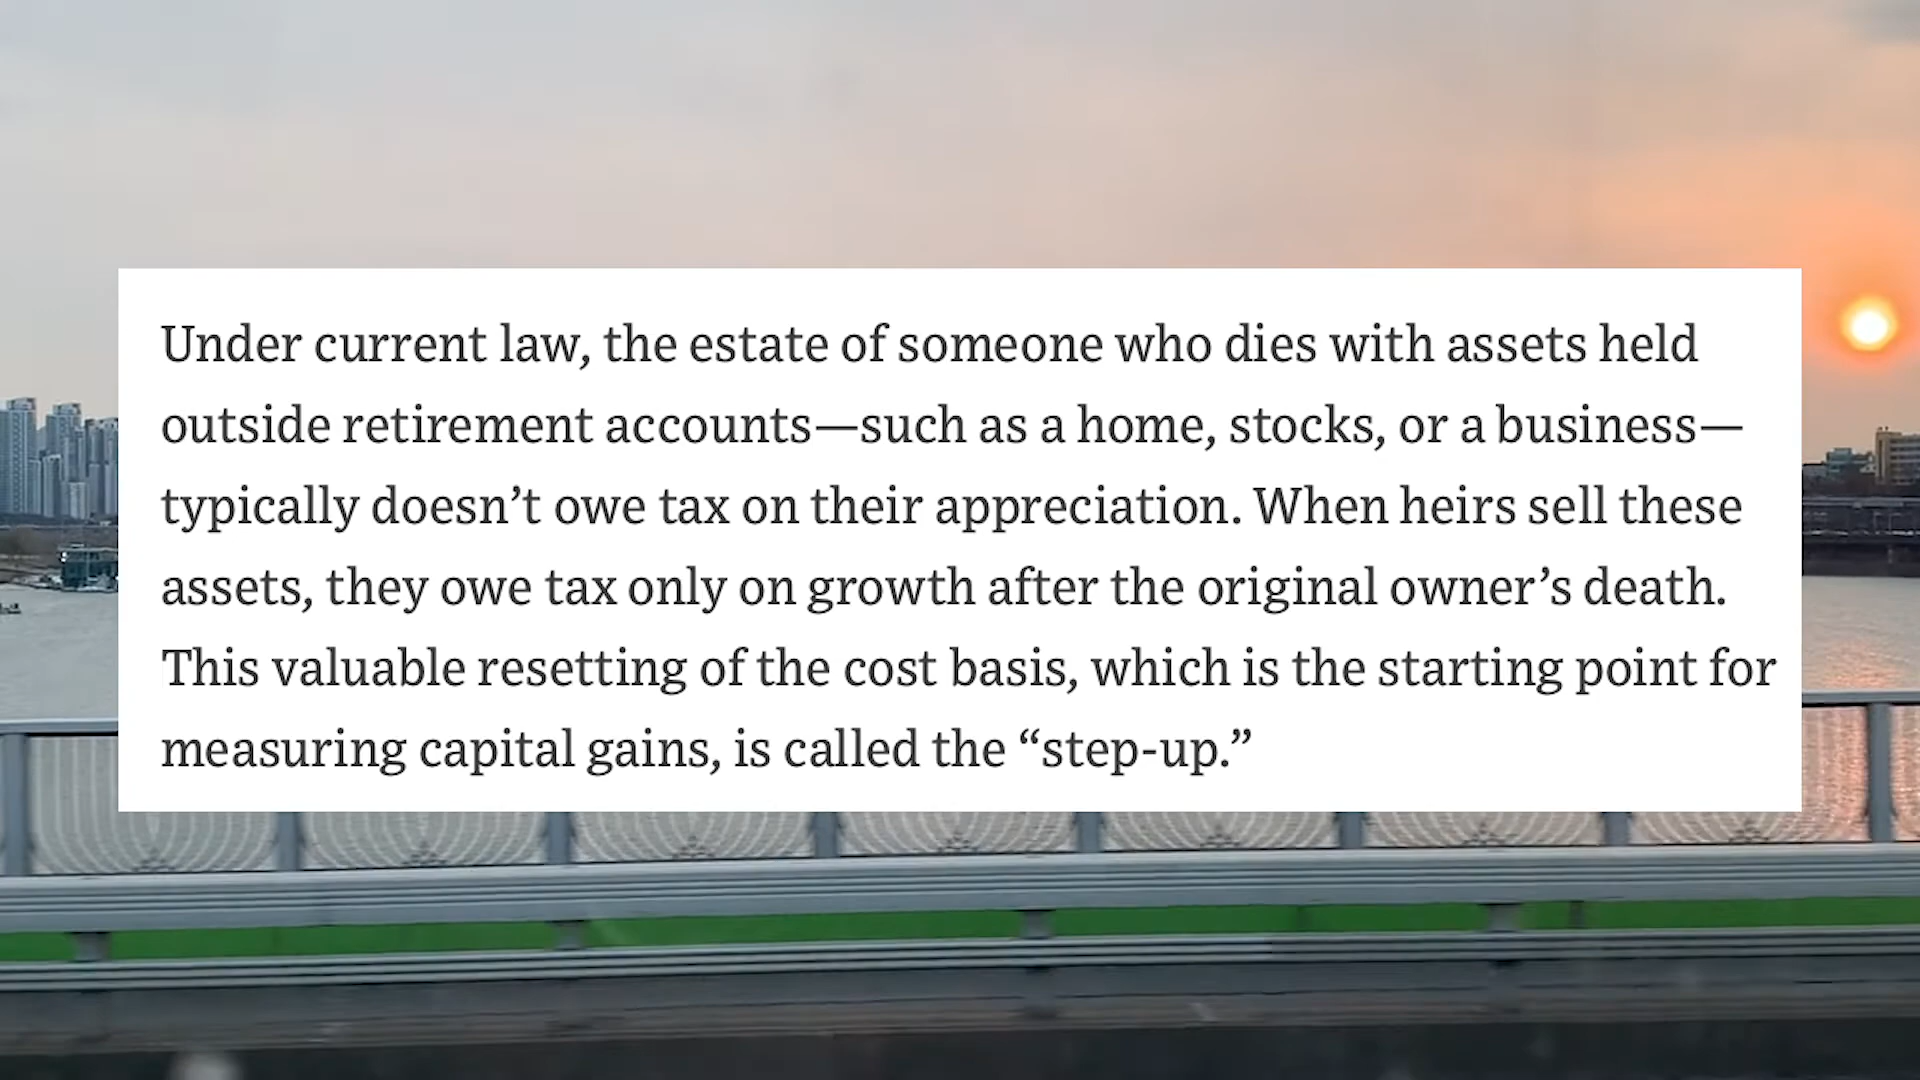 Under current law, the estate of someone who dies with assets held
outside retirement accounts—such as a home, stocks, or a business—
typically doesn’t owe tax on their appreciation. When heirs sell these
assets, they owe tax only on growth after the original owner’s death.
This valuable resetting of the cost basis, which is the starting point for
measuring capital gains, is called the “step-up.”